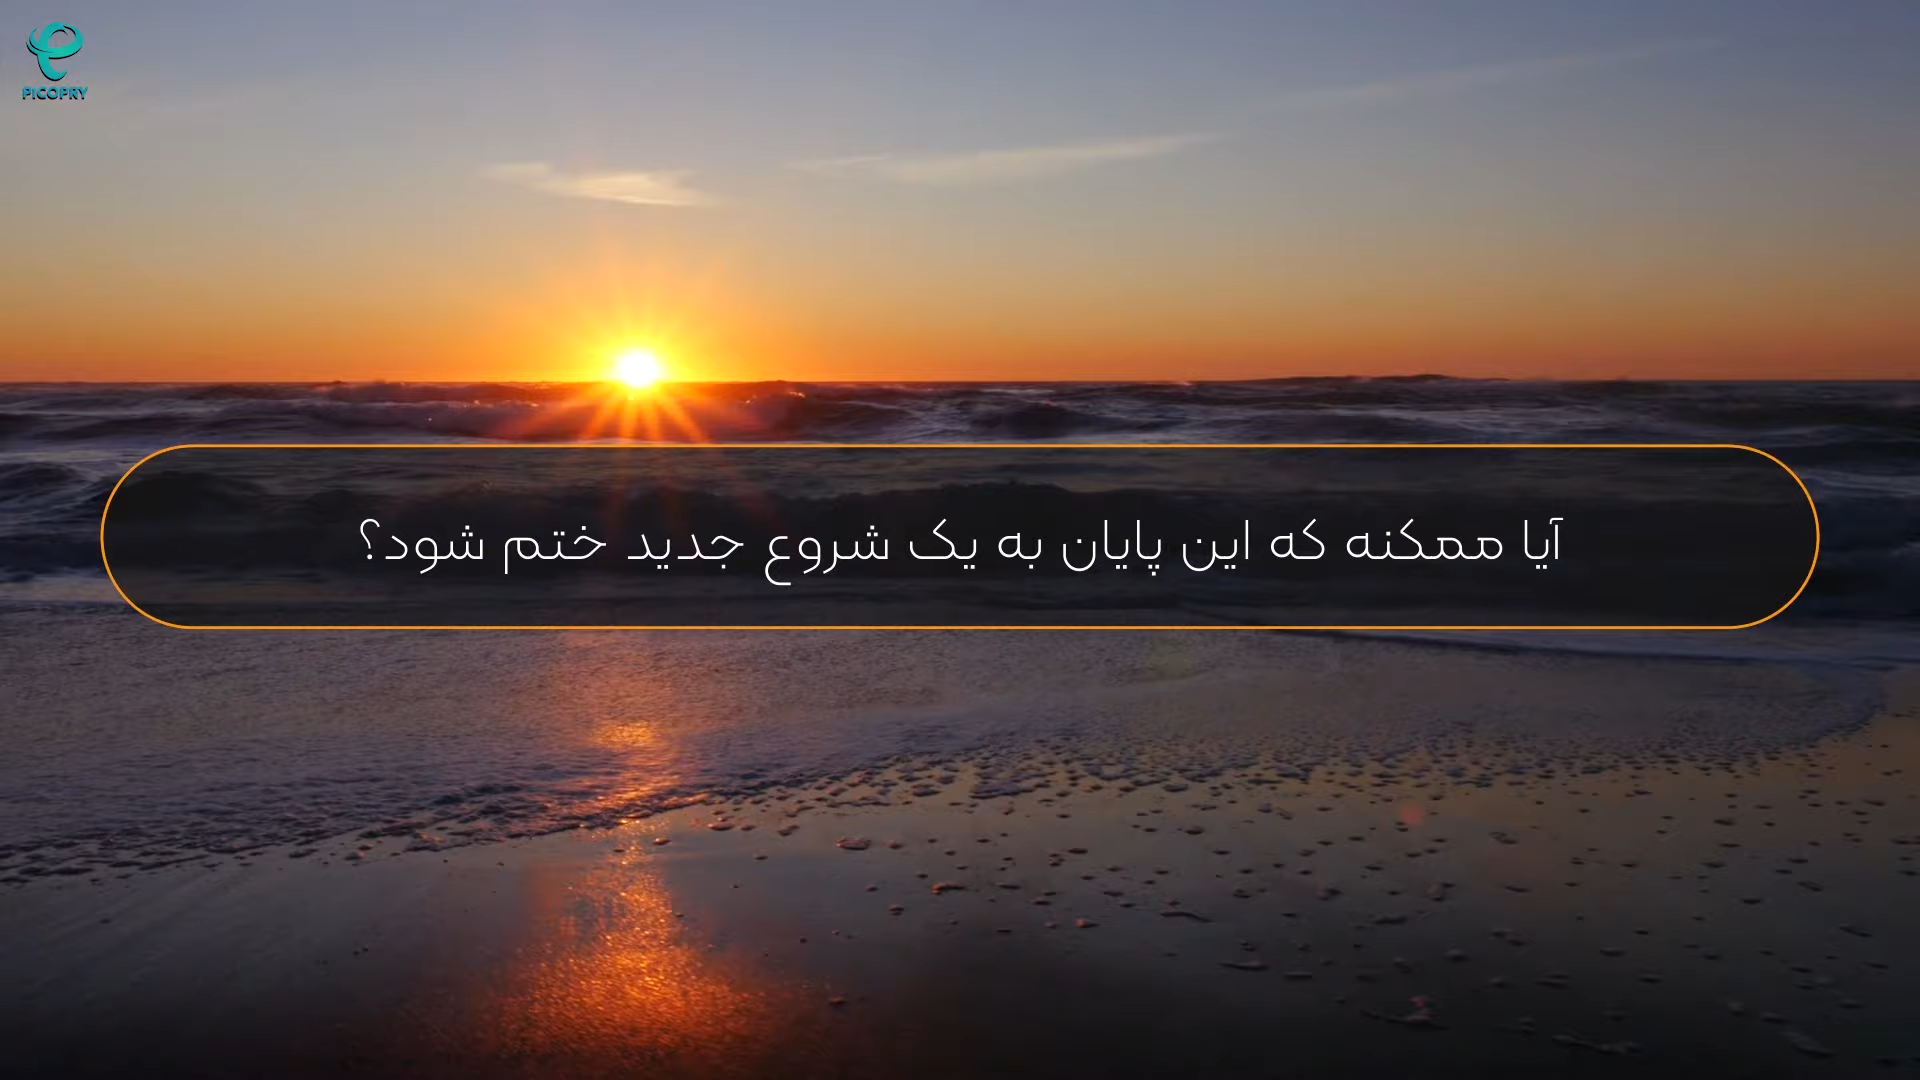 PICOPRY
آیا ممکنه که این پایان به یک شروع جدید ختم شود؟